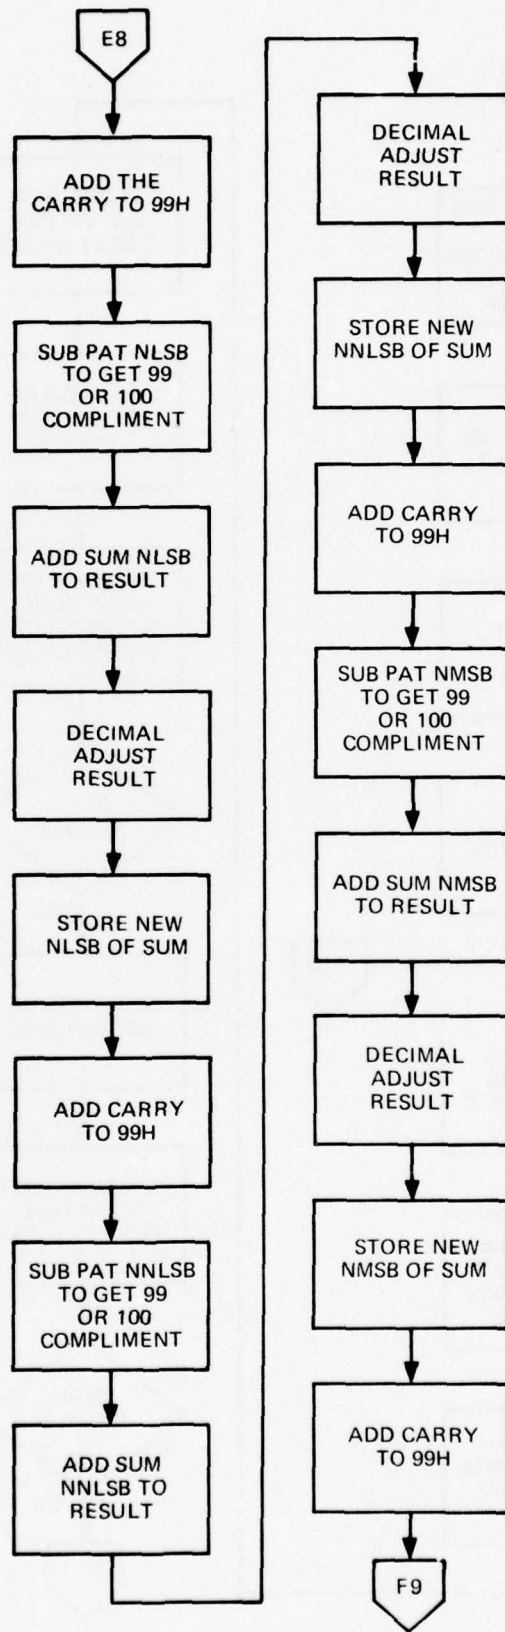 E8
ADD THE
CARRY TO 99H
SUB PAT NLSB
TO GET 99
OR 100
COMPLIMENT
ADD SUM NLSB
TO RESULT
DECIMAL
ADJUST
RESULT
STORE NEW
NLSB OF SUM
ADD CARRY
TO 99H
SUB PAT NNLSB
TO GET 99
OR 100
COMPLIMENT
ADD SUM
NNLSB TO
RESULT
DECIMAL
ADJUST
RESULT
STORE NEW
NNLSB OF SUM
ADD CARRY
TO 99H
SUB PAT NMSB
TO GET 99
OR 100
COMPLIMENT
ADD SUM NMSB
TO RESULT
DECIMAL
ADJUST
RESULT
STORE NEW
NMSB OF SUM
ADD CARRY
TO 99H
F9